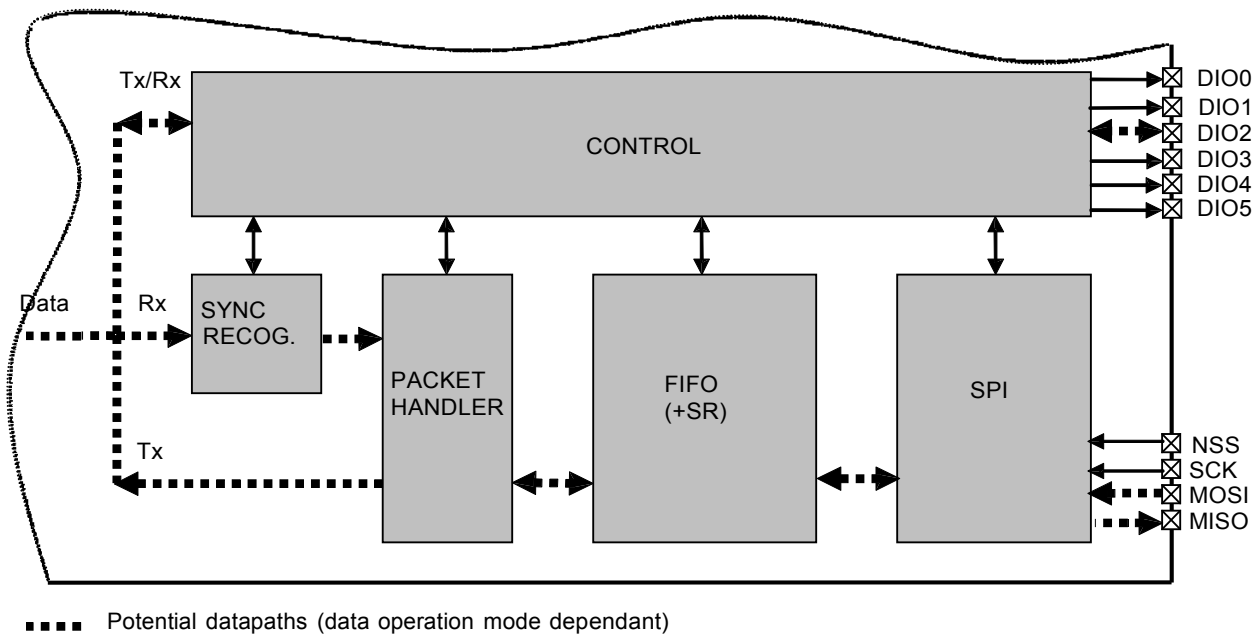 Tx/Rx
CONTROL
DIO0
DIO1
DIO2
DIO3
DIO4
DIO5
Data
Rx
SYNC
RECOG.
PACKET
HANDLER
FIFO
(+SR)
SPI
Tx
NSS
SCK
MOSI
MISO
Potential datapaths (data operation mode dependant)